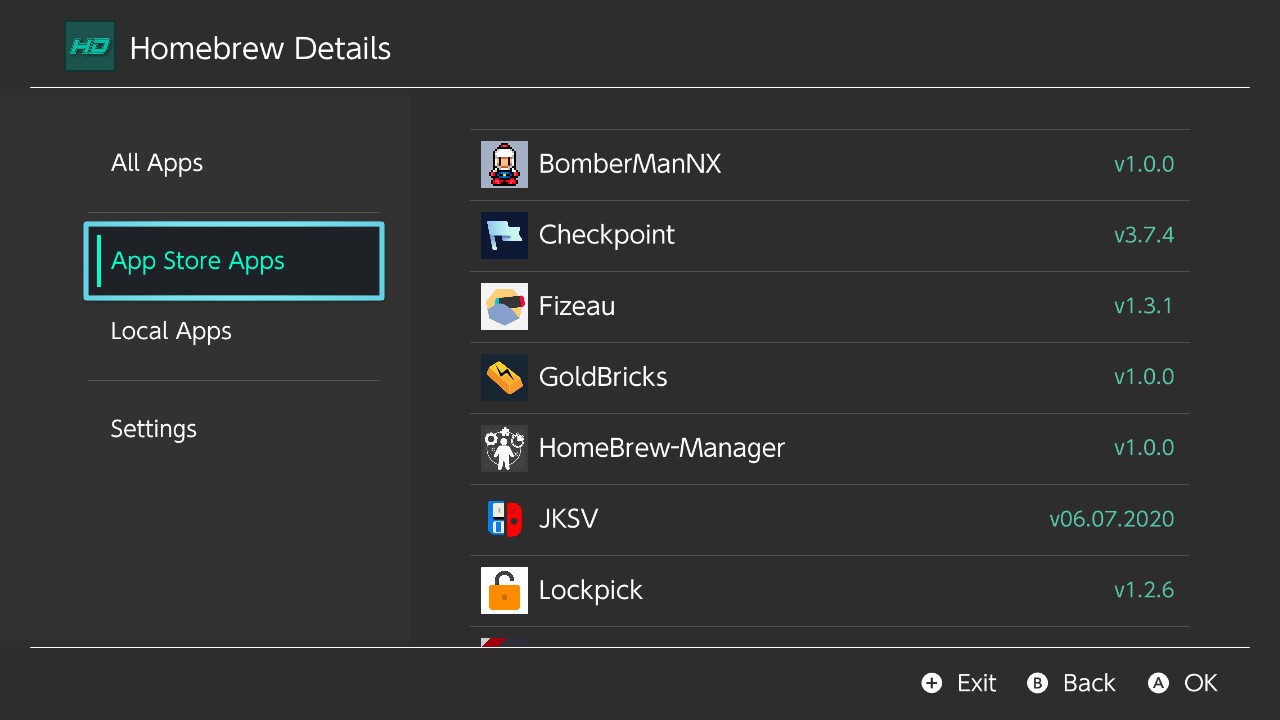 HD Homebrew Details
All Apps
App Store Apps
Local Apps
Settings
BomberManNX v1.0.0
Checkpoint v3.7.4
Fizeau v1.3.1
GoldBricks v1.0.0
HomeBrew-Manager v1.0.0
JKSV v06.07.2020
Lockpick v1.2.6
+ Exit B Back A OK